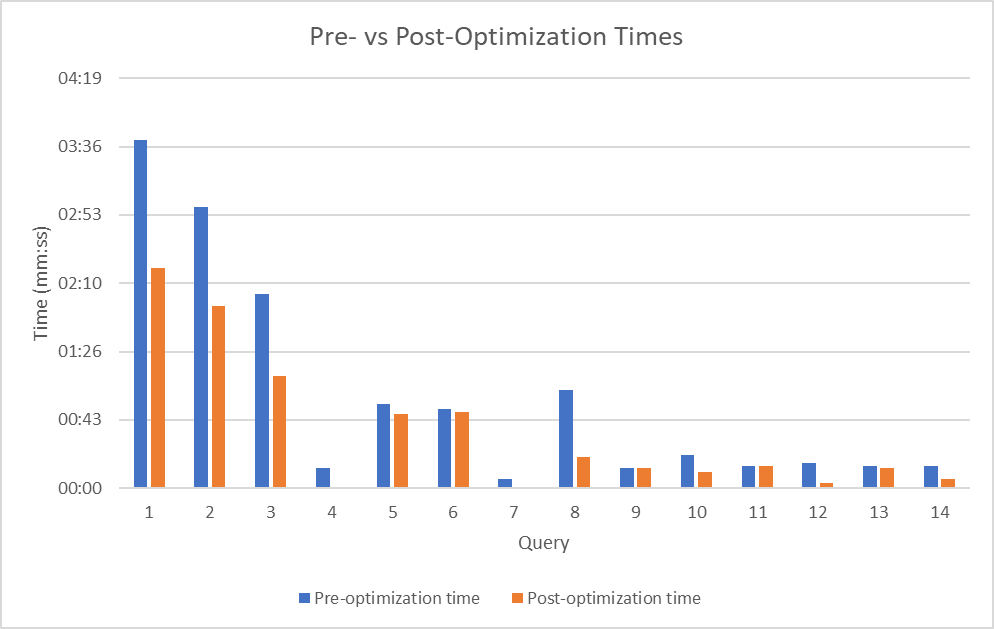 Pre- vs Post-Optimization Times
04:19
03:36
02:53
02:10
01:26
00:43
00:00
Time (mm:ss)
1 2 3 4 5 6 7 8 9 10 11 12 13 14
Query
Pre-optimization time Post-optimization time